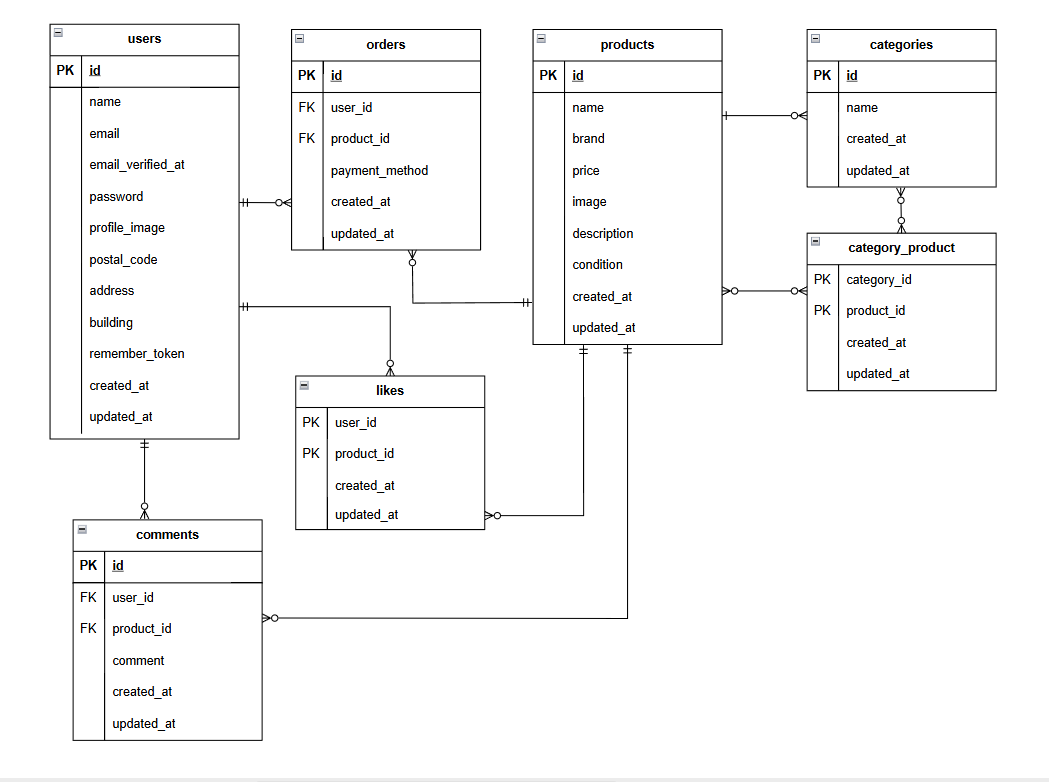 users
PK id
name
email
email_verified_at
password
profile_image
postal_code
address
building
remember_token
created_at
updated_at
orders
PK id
FK user_id
FK product_id
payment_method
created_at
updated_at
products
PK id
name
brand
price
image
description
condition
created_at
updated_at
categories
PK id
name
created_at
updated_at
category_product
PK category_id
PK product_id
created_at
updated_at
likes
PK user_id
PK product_id
created_at
updated_at
comments
PK id
FK user_id
FK product_id
comment
created_at
updated_at